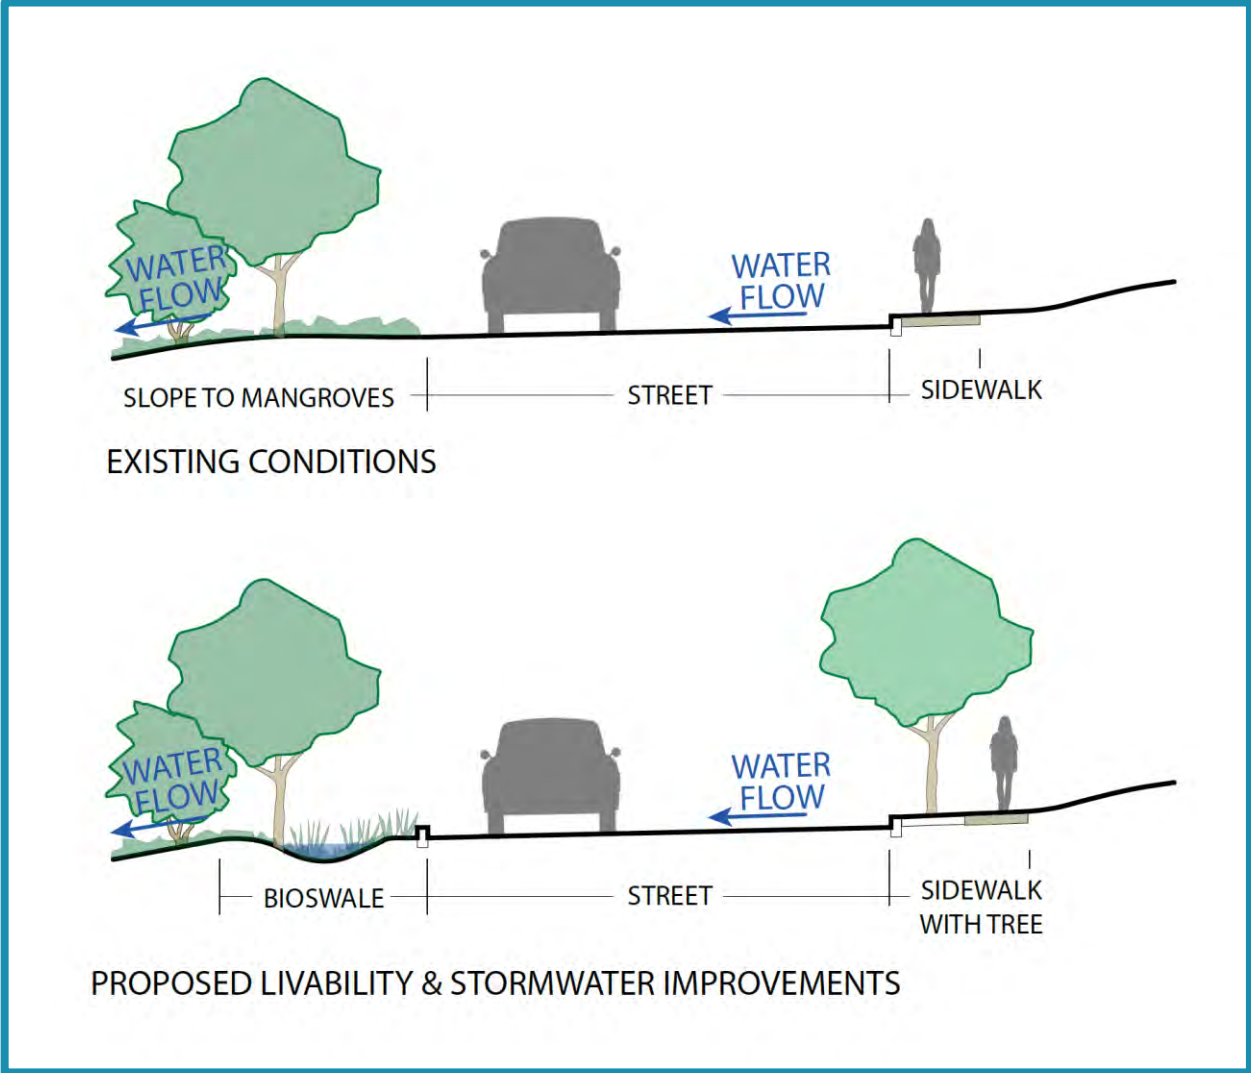 WATER
FLOW
WATER
FLOW
SLOPE TO MANGROVES
STREET
SIDEWALK
EXISTING CONDITIONS
WATER
FLOW
WATER
FLOW
BIOSWALE
STREET
SIDEWALK
WITH TREE
PROPOSED LIVABILITY & STORMWATER IMPROVEMENTS